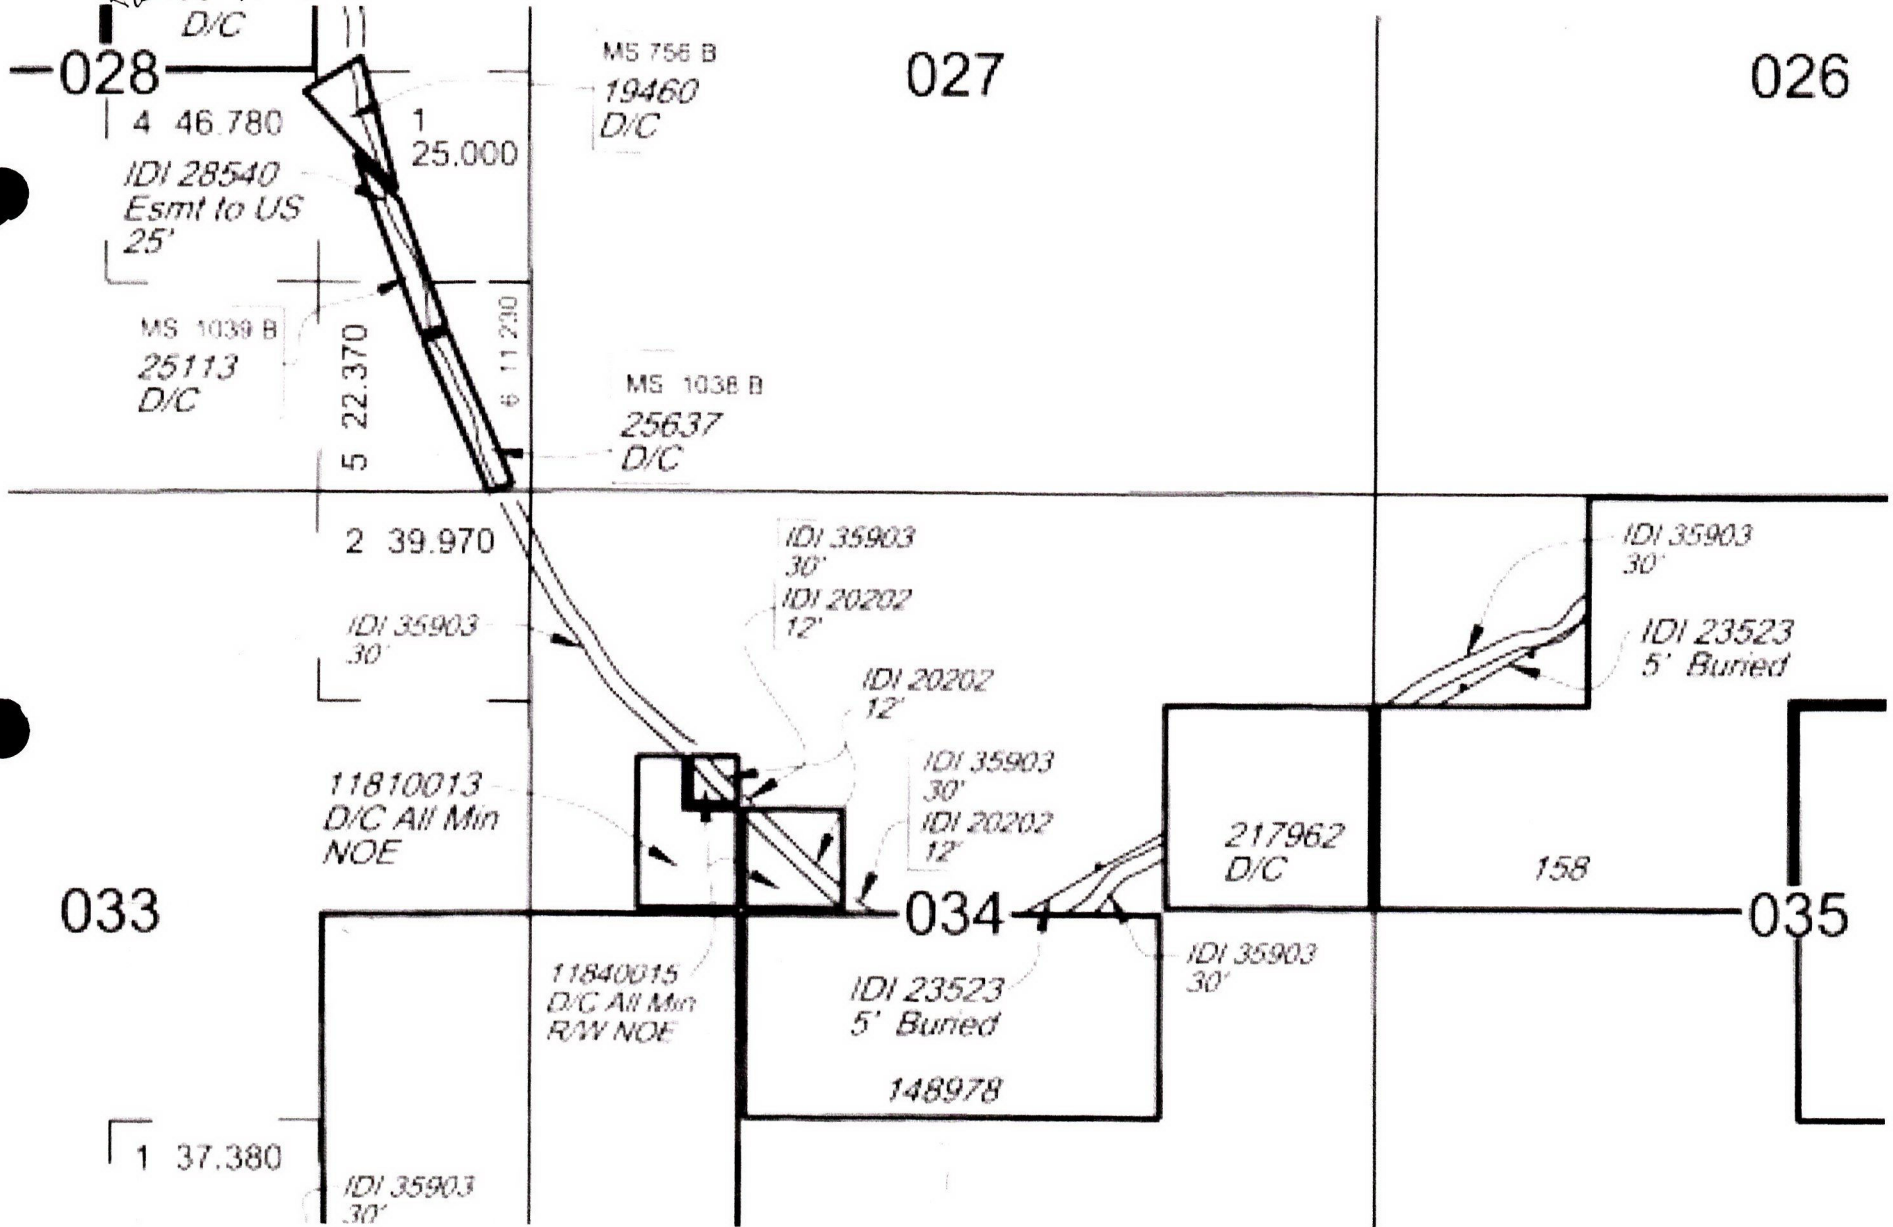 D/C
028
027
026
MS 756 B
19460
D/C
4 46.780
1
25.000
IDI 28540
Esmt to US
25'
MS 1039 B
25113
D/C
5 22.370
6 11 230
MS 1038 B
25637
D/C
2 39.970
IDI 35903
30'
IDI 20202
12'
IDI 35903
30'
IDI 35903
30'
IDI 23523
5' Buried
IDI 20202
12'
IDI 35903
30'
IDI 20202
12'
11810013
D/C All Min
NOE
217962
D/C
158
033
034
035
11840015
D/C All Min
R/W NOE
IDI 23523
5' Buried
IDI 35903
30'
148978
1 37.380
IDI 35903
30'